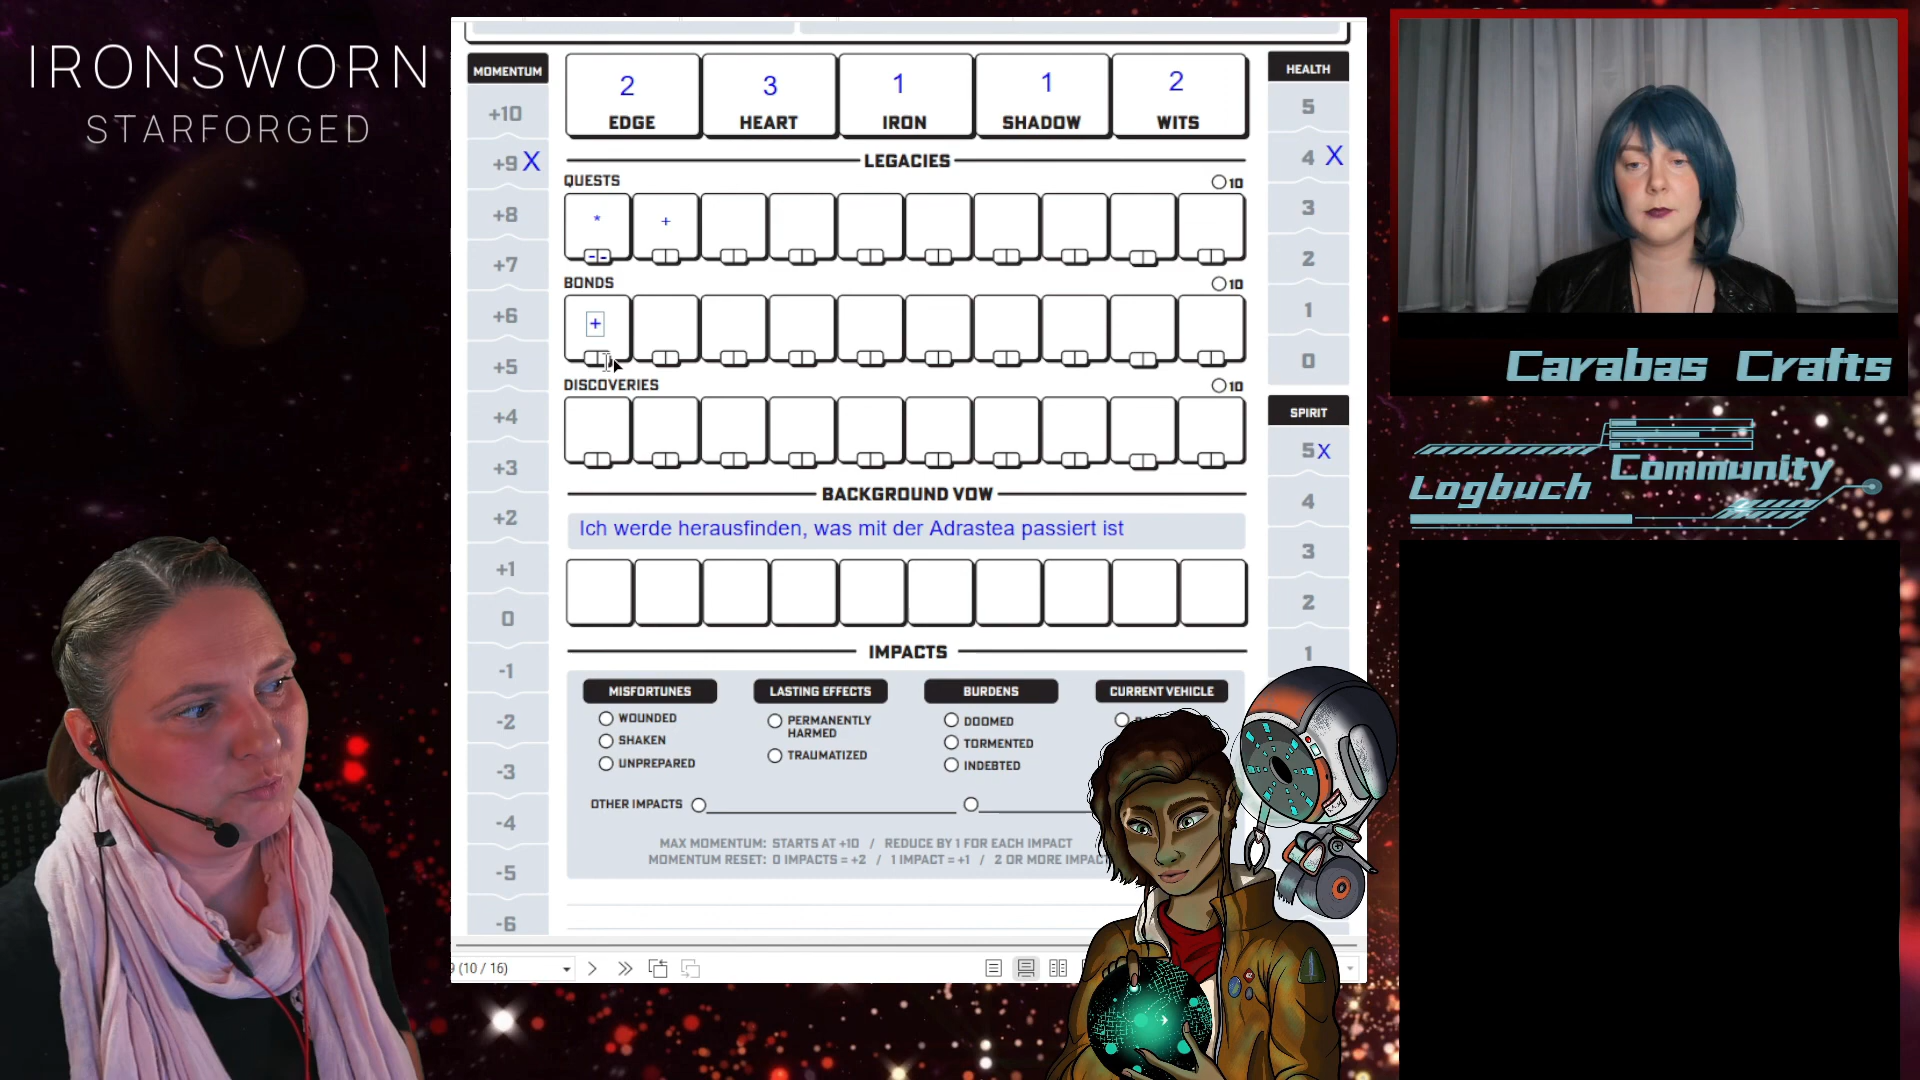 IRONSWORN
STARFORGED
MOMENTUM
+10
+9 X
+8
+7
+6
+5
+4
+3
+2
+1
0
-1
-2
-3
-4
-5
-6
2 3 1 1 2
EDGE HEART IRON SHADOW WITS
LEGACIES
QUESTS 10
* +
--
BONDS 10
+
DISCOVERIES 10
BACKGROUND VOW
Ich werde herausfinden, was mit der Adrastea passiert ist
IMPACTS
MISFORTUNES
WOUNDED
SHAKEN
UNPREPARED
LASTING EFFECTS
PERMANENTLY
HARMED
TRAUMATIZED
BURDENS
DOOMED
TORMENTED
INDEBTED
CURRENT VEHICLE
OTHER IMPACTS
MAX MOMENTUM: STARTS AT +10 / REDUCE BY 1 FOR EACH IMPACT
MOMENTUM RESET: 0 IMPACTS = +2 / 1 IMPACT = +1 / 2 OR MORE
HEALTH
5
4 X
3
2
1
0
SPIRIT
5 X
4
3
2
1
9 (10 / 16)
Carabas Crafts
Logbuch Community